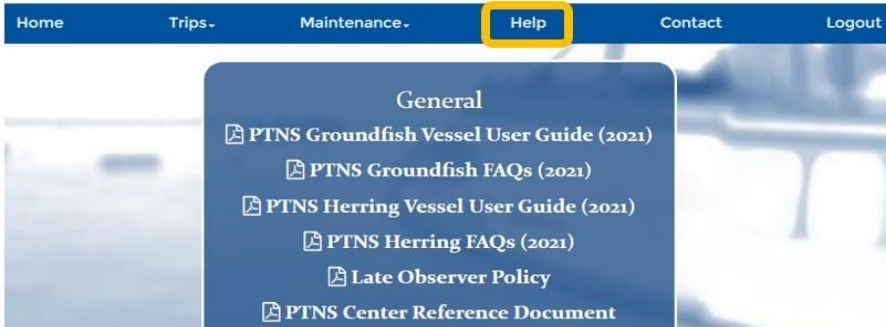 Home Trips Maintenance Help Contact Logout
General
PTNS Groundfish Vessel User Guide (2021)
PTNS Groundfish FAQs (2021)
PTNS Herring Vessel User Guide (2021)
PTNS Herring FAQs (2021)
Late Observer Policy
PTNS Center Reference Document